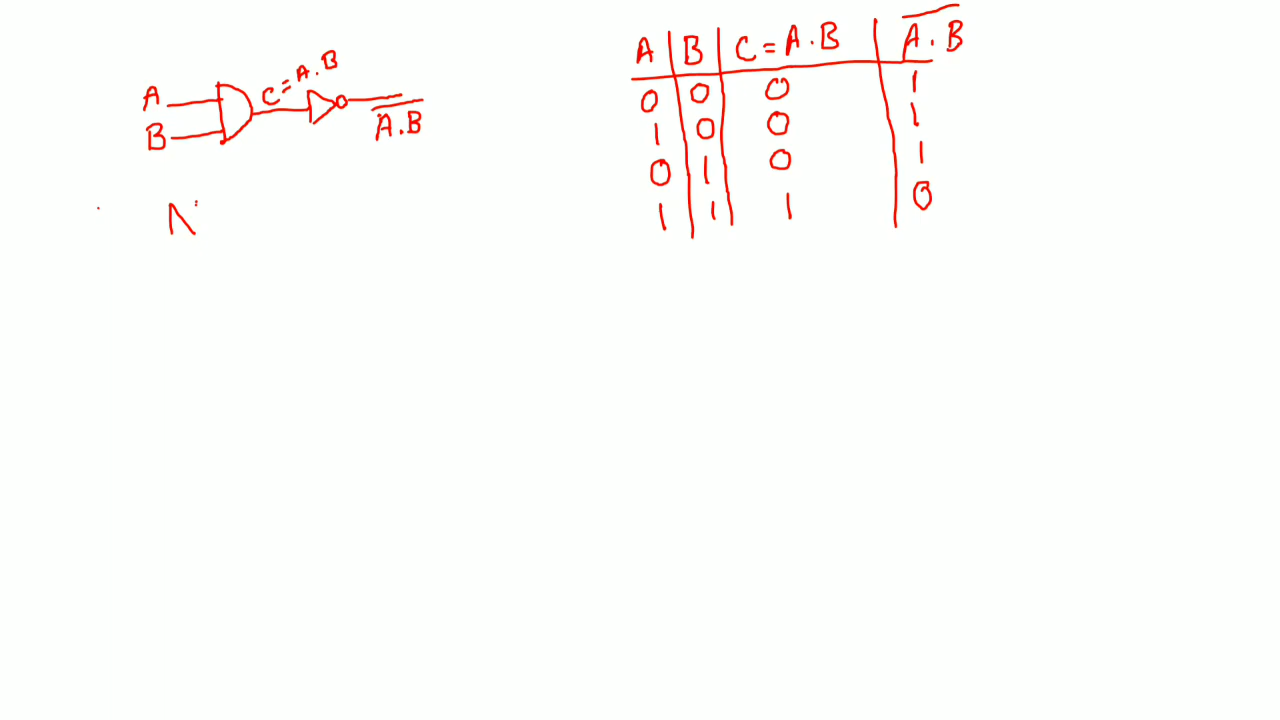 A
B
C = A.B
A̅.̅B̅
N
A B C = A.B A̅.̅B̅
0 0 0 1
1 0 0 1
0 1 0 1
1 1 1 0